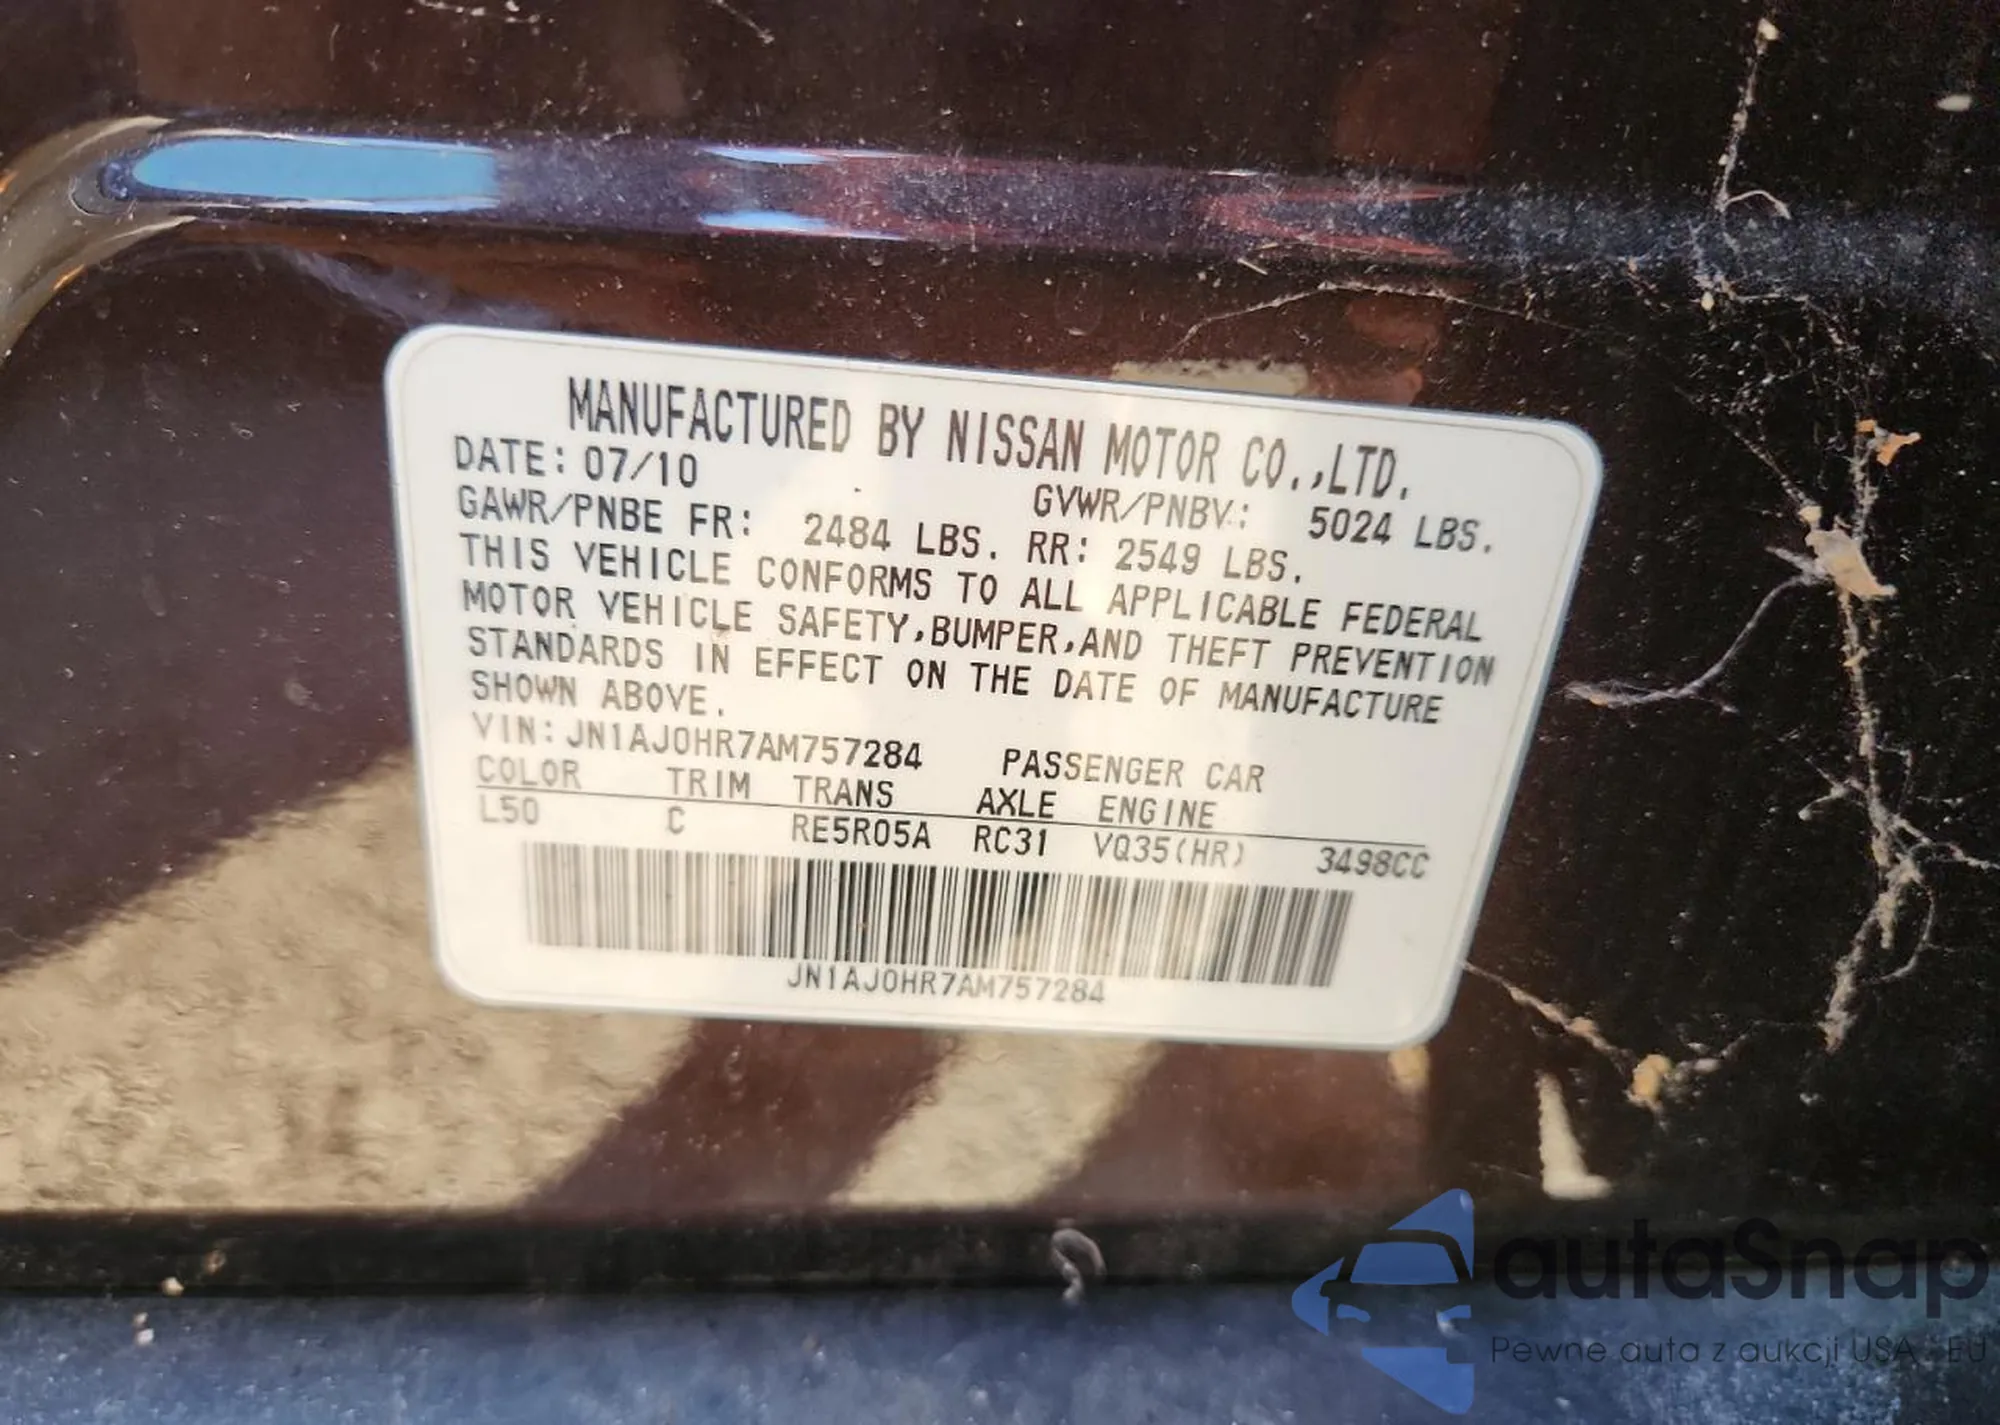 MANUFACTURED BY NISSAN MOTOR CO.,LTD.
DATE: 07/10 GVWR/PNBV: 5024 LBS.
GAWR/PNBE FR: 2484 LBS. RR: 2549 LBS.
THIS VEHICLE CONFORMS TO ALL APPLICABLE FEDERAL
MOTOR VEHICLE SAFETY,BUMPER,AND THEFT PREVENTION
STANDARDS IN EFFECT ON THE DATE OF MANUFACTURE
SHOWN ABOVE.
VIN:JN1AJ0HR7AM757284 PASSENGER CAR
COLOR TRIM TRANS AXLE ENGINE
L50 C RE5R05A RC31 VQ35(HR) 3498CC
JN1AJ0HR7AM757284
autaSnap
Pewne auta z aukcji USA - EU